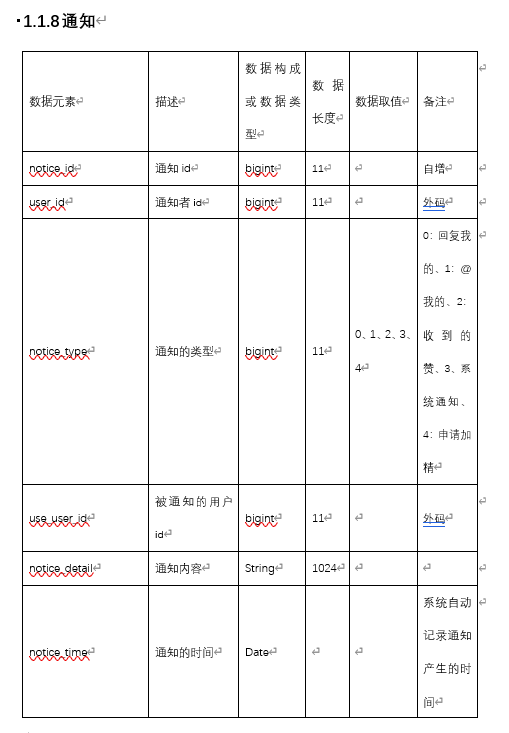 1.1.8 通知
数据元素 描述 数据构成或数据类型 数据长度 数据取值 备注
notice_id 通知 id bigint 11 自增
user_id 通知者 id bigint 11 外码
notice_type 通知的类型 bigint 11 0、1、2、3、4 0：回复我的、1：@我的、2：收到的赞、3、系统通知、4：申请加精
use_user_id 被通知的用户 id bigint 11 外码
notice_detail 通知内容 String 1024
notice_time 通知的时间 Date 系统自动记录通知产生的时间